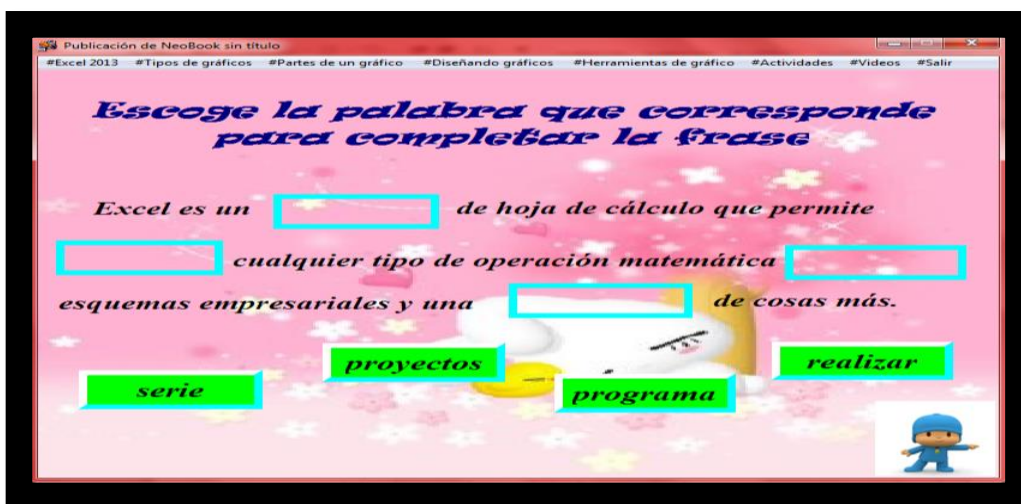 Publicación de NeoBook sin título
#Excel 2013 #Tipos de gráficos #Partes de un gráfico #Diseñando gráficos #Herramientas de gráfico #Actividades #Videos #Salir
Escoge la palabra que corresponde
para completar la frase
Excel es un de hoja de cálculo que permite
cualquier tipo de operación matemática
esquemas empresariales y una de cosas más.
proyectos
realizar
serie
programa